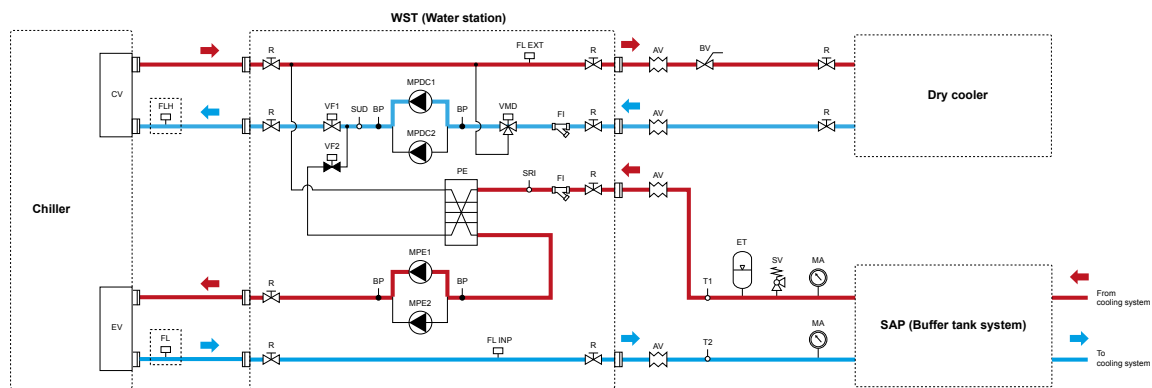 WST (Water station)
R
FL EXT
R
AV
BV
R
MPDC1
CV
FLH
R
VF1
SUD
BP
BP
VMD
FI
R
R
Dry cooler
MPDC2
VF2
PE
SRI
FI
R
AV
Chiller
MPE1
ET
SV
MA
R
BP
BP
T1
From
cooling system
MPE2
EV
SAP (Buffer tank system)
FL
R
FL INP
R
AV
T2
MA
To
cooling system